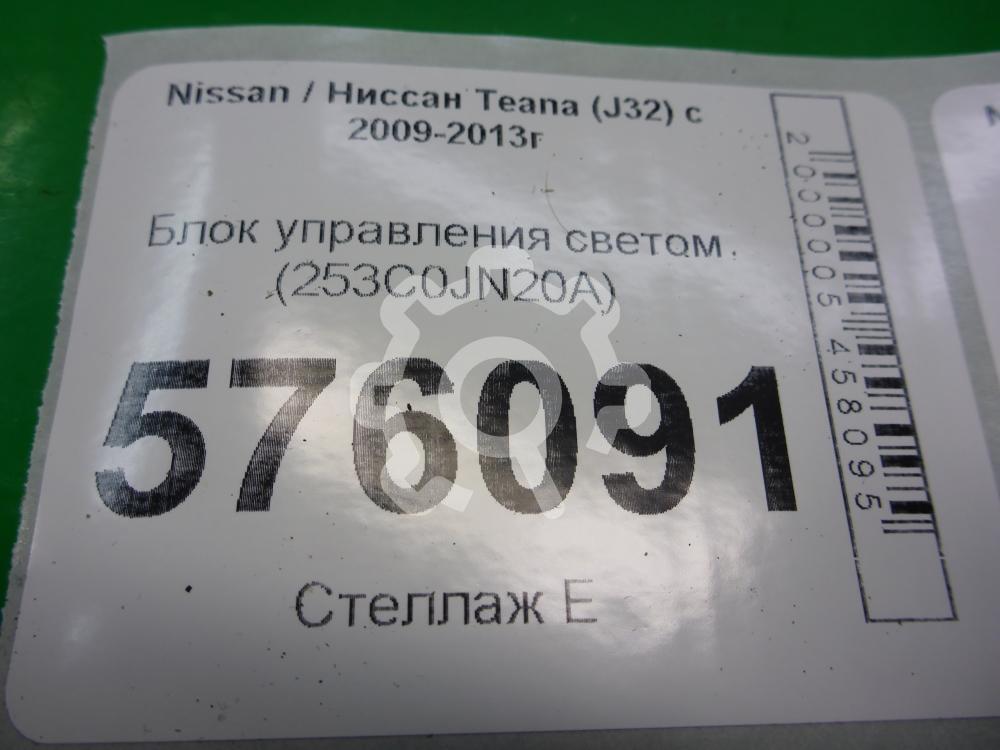 Nissan / Ниссан Teana (J32) с
2009-2013г
Блок управления светом.
(253C0JN20A)
576091
Стеллаж Е
2000005458095